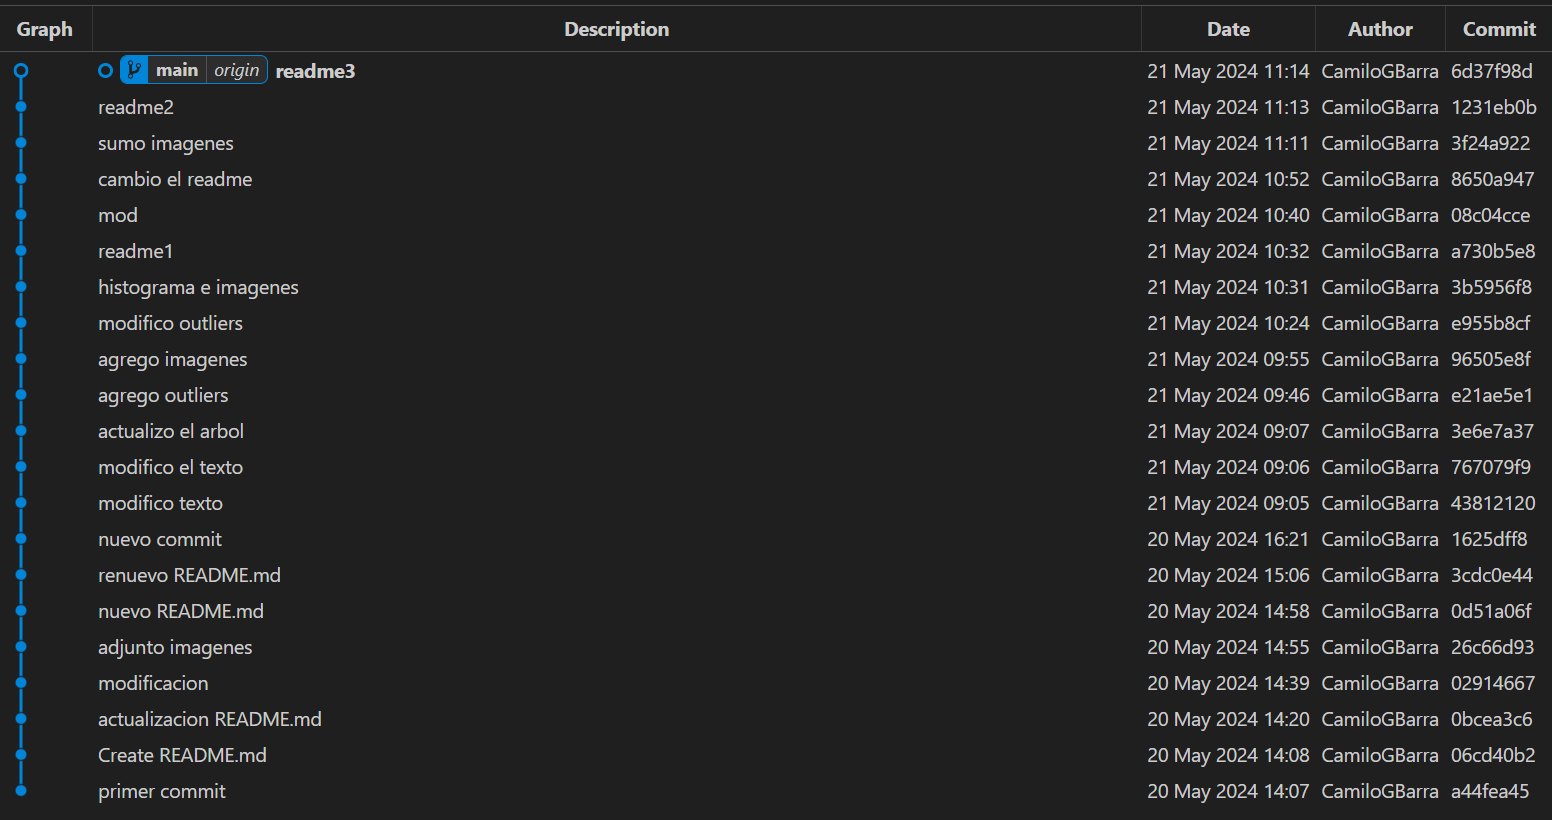 Graph Description Date Author Commit
main origin readme3 21 May 2024 11:14 CamiloGBarra 6d37f98d
readme2 21 May 2024 11:13 CamiloGBarra 1231eb0b
sumo imagenes 21 May 2024 11:11 CamiloGBarra 3f24a922
cambio el readme 21 May 2024 10:52 CamiloGBarra 8650a947
mod 21 May 2024 10:40 CamiloGBarra 08c04cce
readme1 21 May 2024 10:32 CamiloGBarra a730b5e8
histograma e imagenes 21 May 2024 10:31 CamiloGBarra 3b5956f8
modifico outliers 21 May 2024 10:24 CamiloGBarra e955b8cf
agrego imagenes 21 May 2024 09:55 CamiloGBarra 96505e8f
agrego outliers 21 May 2024 09:46 CamiloGBarra e21ae5e1
actualizo el arbol 21 May 2024 09:07 CamiloGBarra 3e6e7a37
modifico el texto 21 May 2024 09:06 CamiloGBarra 767079f9
modifico texto 21 May 2024 09:05 CamiloGBarra 43812120
nuevo commit 20 May 2024 16:21 CamiloGBarra 1625dff8
renuevo README.md 20 May 2024 15:06 CamiloGBarra 3cdc0e44
nuevo README.md 20 May 2024 14:58 CamiloGBarra 0d51a06f
adjunto imagenes 20 May 2024 14:55 CamiloGBarra 26c66d93
modificacion 20 May 2024 14:39 CamiloGBarra 02914667
actualizacion README.md 20 May 2024 14:20 CamiloGBarra 0bcea3c6
Create README.md 20 May 2024 14:08 CamiloGBarra 06cd40b2
primer commit 20 May 2024 14:07 CamiloGBarra a44fea45